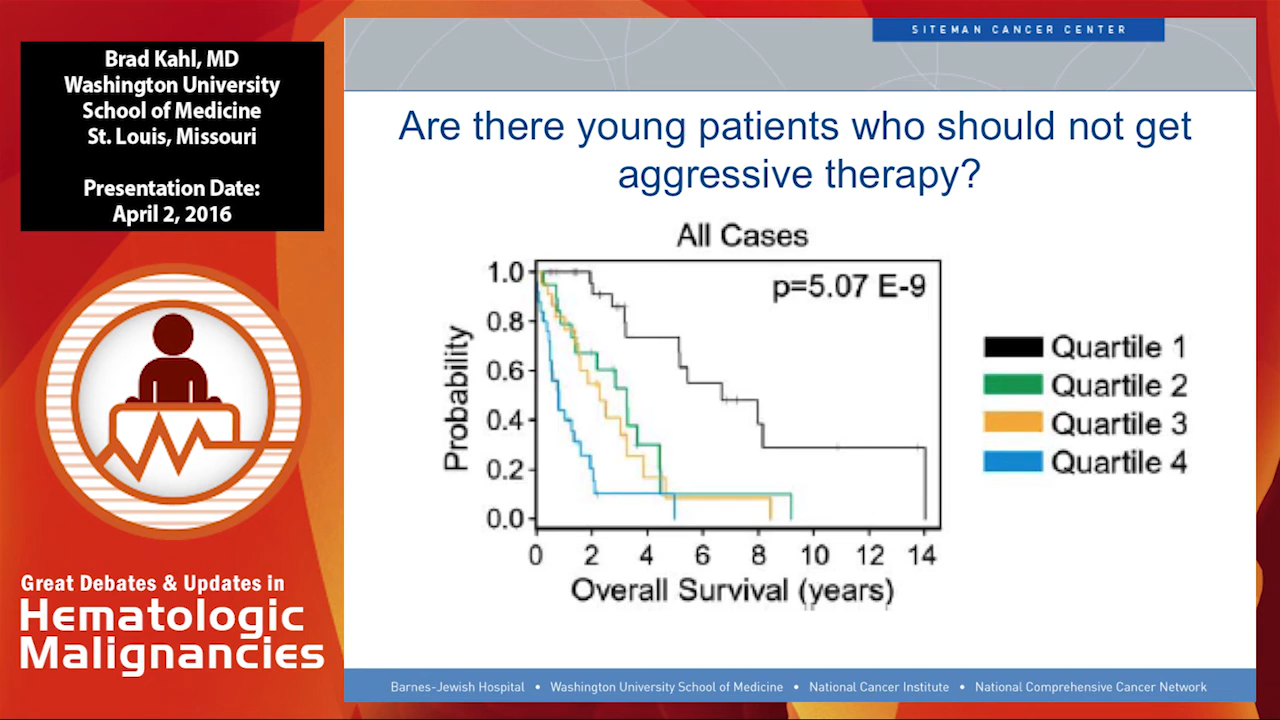 Brad Kahl, MD
Washington University
School of Medicine
St. Louis, Missouri
Presentation Date:
April 2, 2016
Great Debates & Updates in
Hematologic
Malignancies
SITEMAN CANCER CENTER
Are there young patients who should not get
aggressive therapy?
All Cases
p=5.07 E-9
Probability
1.0
0.8
0.6
0.4
0.2
0.0
0 2 4 6 8 10 12 14
Overall Survival (years)
Quartile 1
Quartile 2
Quartile 3
Quartile 4
Barnes-Jewish Hospital • Washington University School of Medicine • National Cancer Institute • National Comprehensive Cancer Network